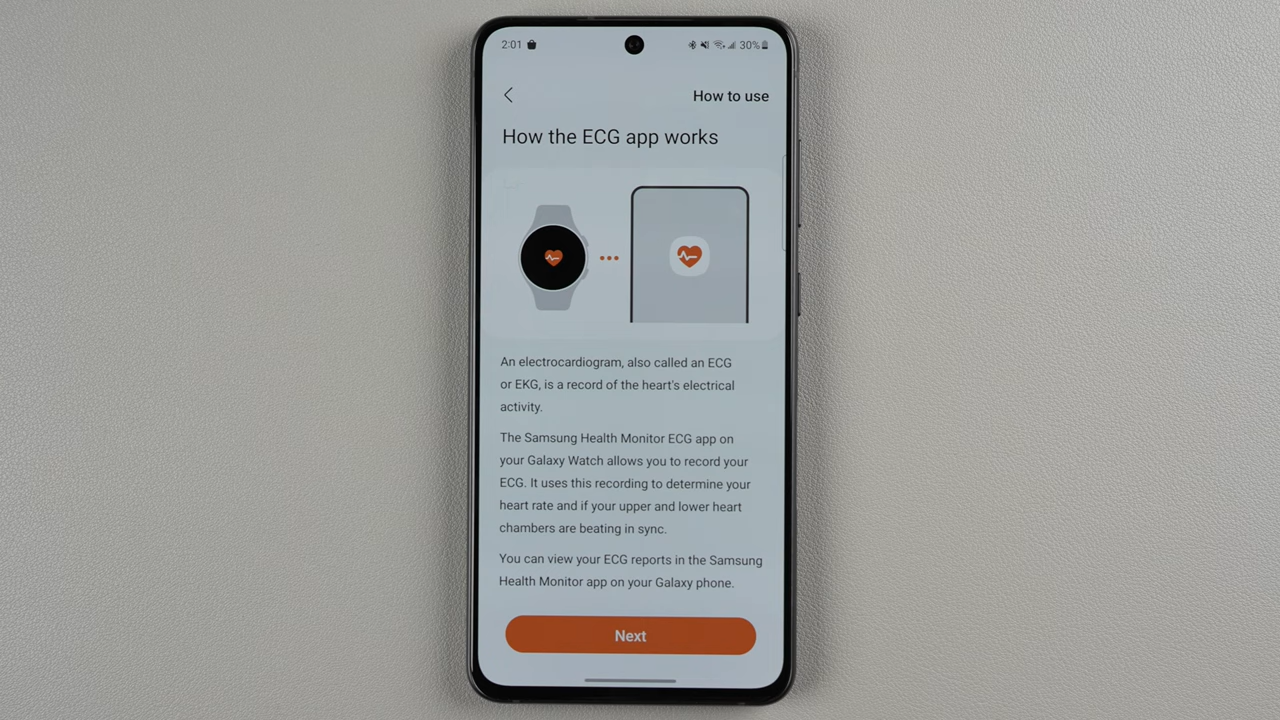 2:01 30%
How to use
How the ECG app works
An electrocardiogram, also called an ECG
or EKG, is a record of the heart's electrical
activity.
The Samsung Health Monitor ECG app on
your Galaxy Watch allows you to record your
ECG. It uses this recording to determine your
heart rate and if your upper and lower heart
chambers are beating in sync.
You can view your ECG reports in the Samsung
Health Monitor app on your Galaxy phone.
Next